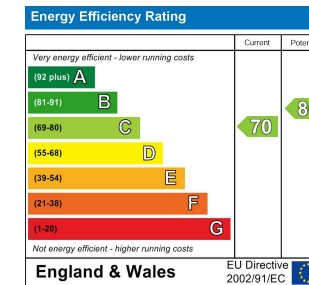 Energy Efficiency Rating
Current
Very energy efficient - lower running costs
(92 plus) A
(81-91) B
(69-80) C 70
(55-68) D
(39-54) E
(21-38) F
(1-20) G
Not energy efficient - higher running costs
England & Wales
EU Directive
2002/91/EC